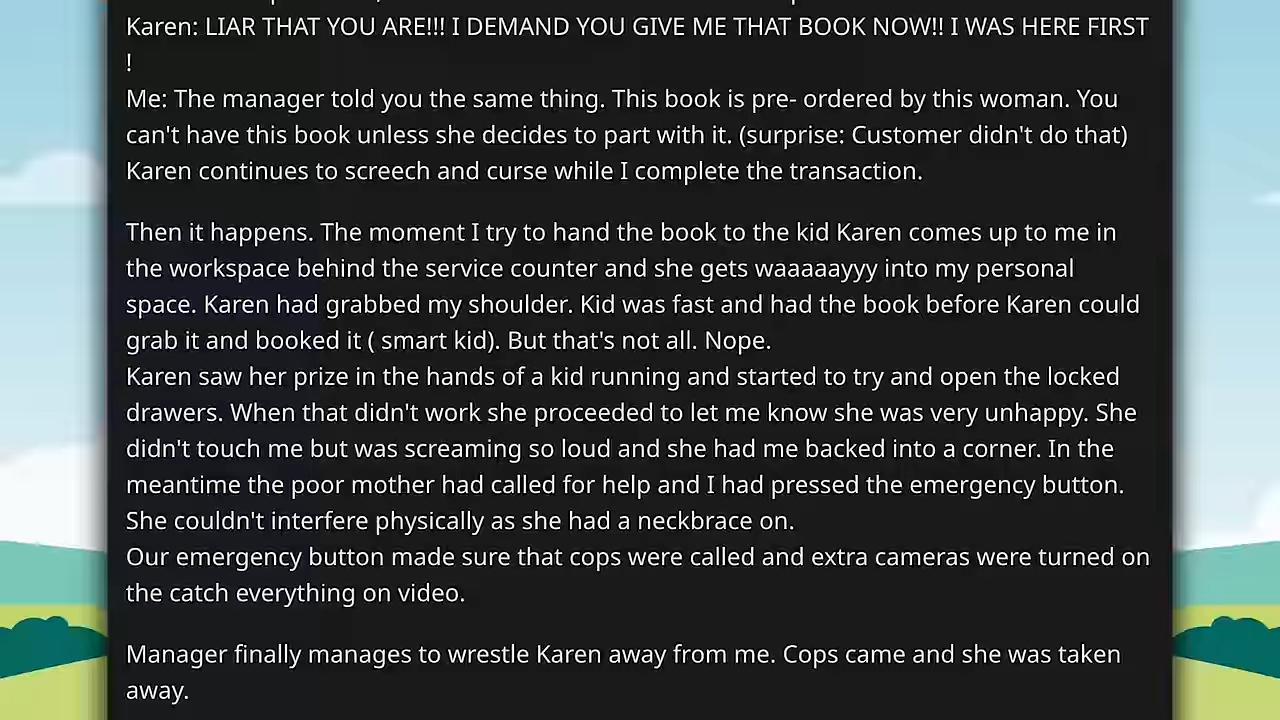 Karen: LIAR THAT YOU ARE!!! I DEMAND YOU GIVE ME THAT BOOK NOW!! I WAS HERE FIRST
!
Me: The manager told you the same thing. This book is pre- ordered by this woman. You
can't have this book unless she decides to part with it. (surprise: Customer didn't do that)
Karen continues to screech and curse while I complete the transaction.
Then it happens. The moment I try to hand the book to the kid Karen comes up to me in
the workspace behind the service counter and she gets waaaaayyy into my personal
space. Karen had grabbed my shoulder. Kid was fast and had the book before Karen could
grab it and booked it ( smart kid). But that's not all. Nope.
Karen saw her prize in the hands of a kid running and started to try and open the locked
drawers. When that didn't work she proceeded to let me know she was very unhappy. She
didn't touch me but was screaming so loud and she had me backed into a corner. In the
meantime the poor mother had called for help and I had pressed the emergency button.
She couldn't interfere physically as she had a neckbrace on.
Our emergency button made sure that cops were called and extra cameras were turned on
the catch everything on video.
Manager finally manages to wrestle Karen away from me. Cops came and she was taken
away.